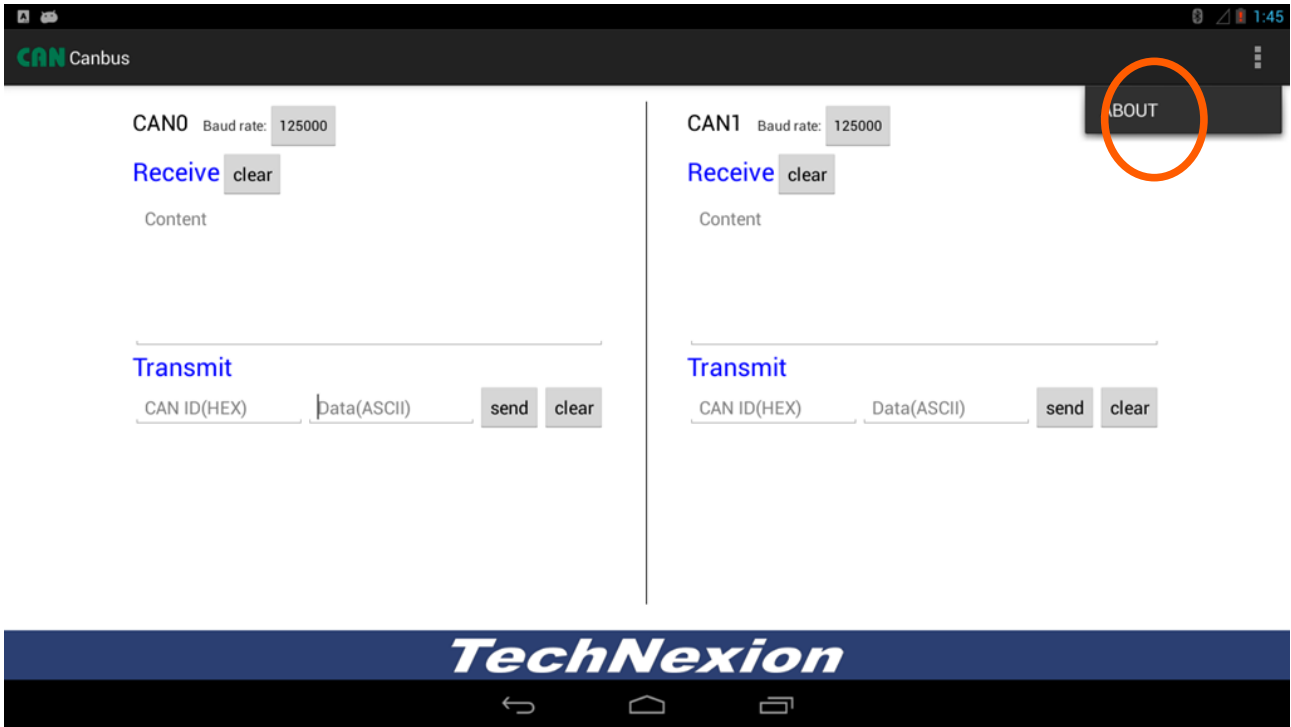 1:45
CAN Canbus
ABOUT
CAN0 Baud rate: 125000
Receive clear
Content
Transmit
CAN ID(HEX) Data(ASCII) send clear
CAN1 Baud rate: 125000
Receive clear
Content
Transmit
CAN ID(HEX) Data(ASCII) send clear
TechNexion